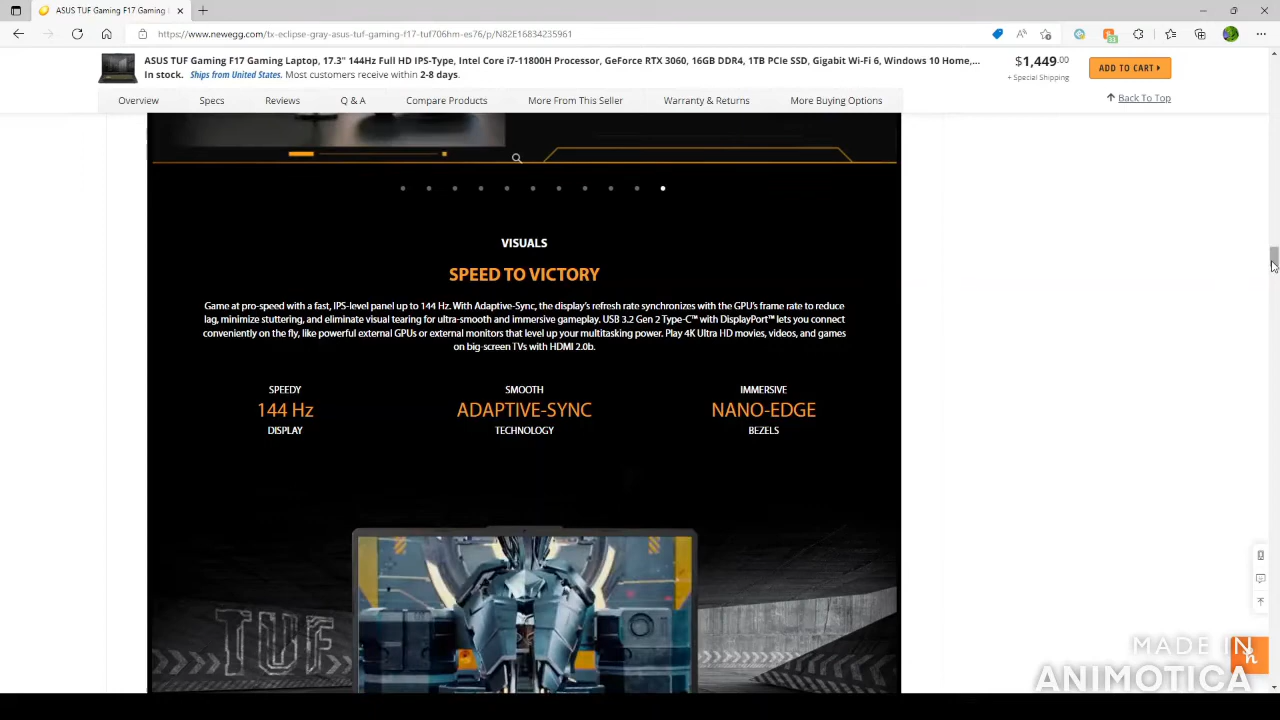 ASUS TUF Gaming F17 Gaming
https://www.newegg.com/tx-eclipse-gray-asus-tuf-gaming-f17-tuf706hm-es76/p/N82E16834235961
ASUS TUF Gaming F17 Gaming Laptop, 17.3" 144Hz Full HD IPS-Type, Intel Core i7-11800H Processor, GeForce RTX 3060, 16GB DDR4, 1TB PCIe SSD, Gigabit Wi-Fi 6, Windows 10 Home,...
In stock. Ships from United States. Most customers receive within 2-8 days.
$1,449.00
+ Special Shipping
ADD TO CART
Overview Specs Reviews Q & A Compare Products More From This Seller Warranty & Returns More Buying Options
Back To Top
VISUALS
SPEED TO VICTORY
Game at pro-speed with a fast, IPS-level panel up to 144 Hz. With Adaptive-Sync, the display's refresh rate synchronizes with the GPU's frame rate to reduce
lag, minimize stuttering, and eliminate visual tearing for ultra-smooth and immersive gameplay. USB 3.2 Gen 2 Type-C™ with DisplayPort™ lets you connect
conveniently on the fly, like powerful external GPUs or external monitors that level up your multitasking power. Play 4K Ultra HD movies, videos, and games
on big-screen TVs with HDMI 2.0b.
SPEEDY
144 Hz
DISPLAY
SMOOTH
ADAPTIVE-SYNC
TECHNOLOGY
IMMERSIVE
NANO-EDGE
BEZELS
TUF
MADE IN
ANIMOTICA